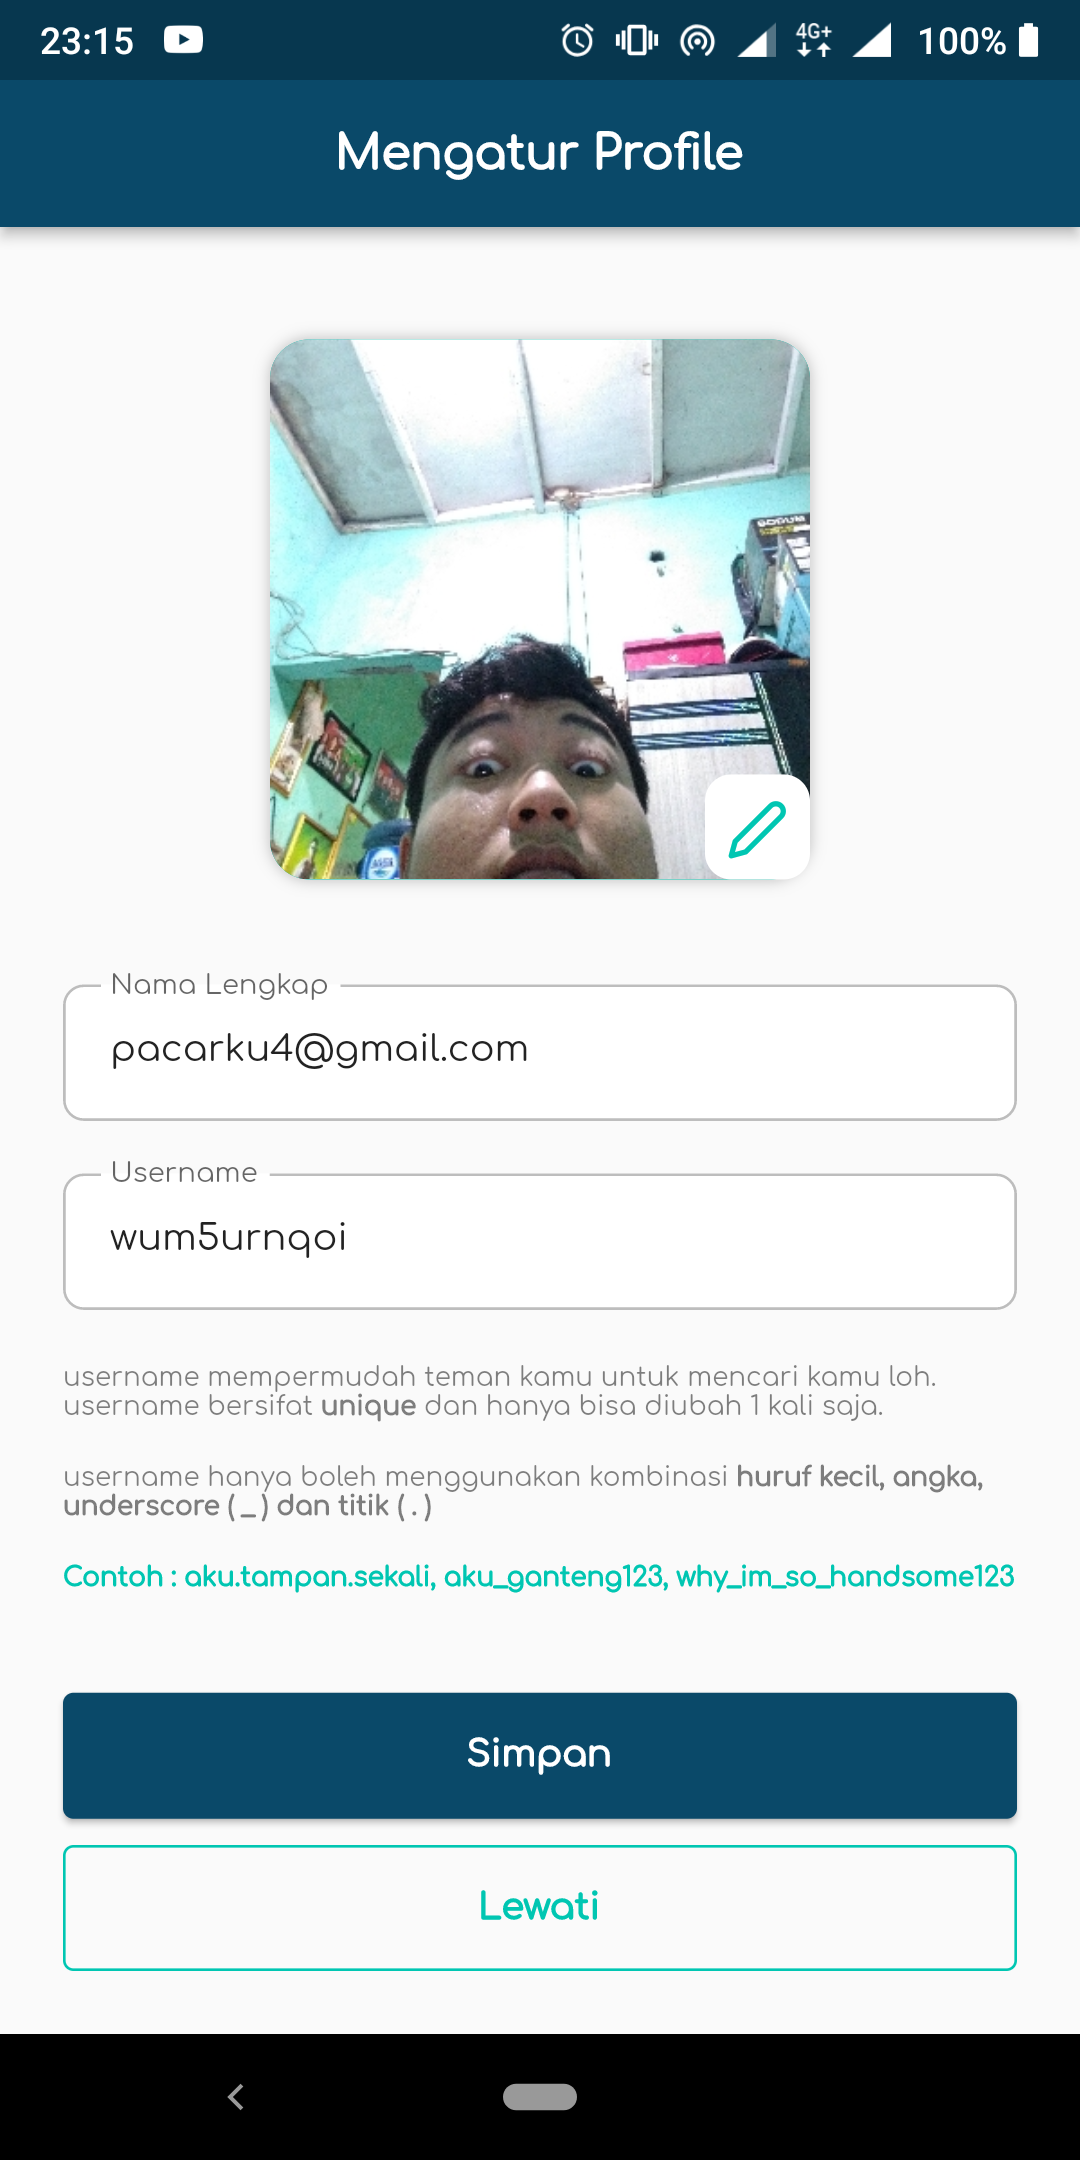 23:15
4G+
100%
Mengatur Profile
Nama Lengkap
pacarku4@gmail.com
Username
wum5urnqoi
username mempermudah teman kamu untuk mencari kamu loh.
username bersifat unique dan hanya bisa diubah 1 kali saja.
username hanya boleh menggunakan kombinasi huruf kecil, angka,
underscore ( _ ) dan titik ( . )
Contoh : aku.tampan.sekali, aku_ganteng123, why_im_so_handsome123
Simpan
Lewati